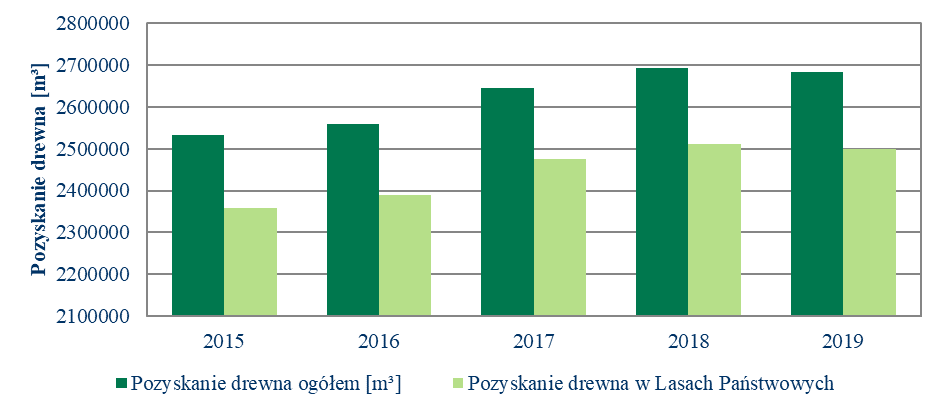 Pozyskanie drewna [m³]
2800000
2700000
2600000
2500000
2400000
2300000
2200000
2100000
2015 2016 2017 2018 2019
Pozyskanie drewna ogółem [m³] Pozyskanie drewna w Lasach Państwowych